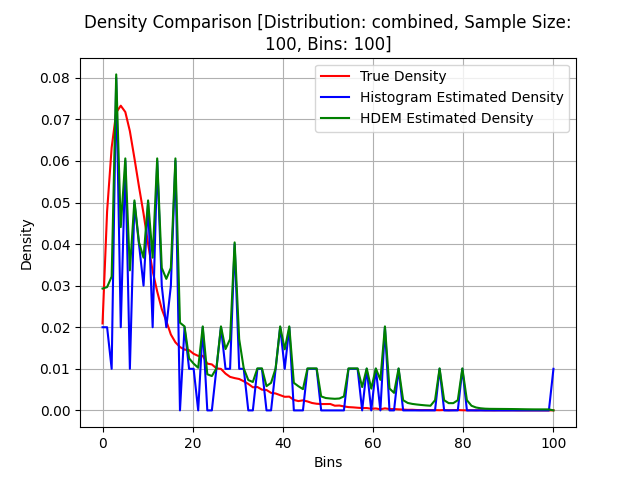 Density Comparison [Distribution: combined, Sample Size:
100, Bins: 100]
True Density
Histogram Estimated Density
HDEM Estimated Density
Density
0.08
0.07
0.06
0.05
0.04
0.03
0.02
0.01
0.00
0 20 40 60 80 100
Bins